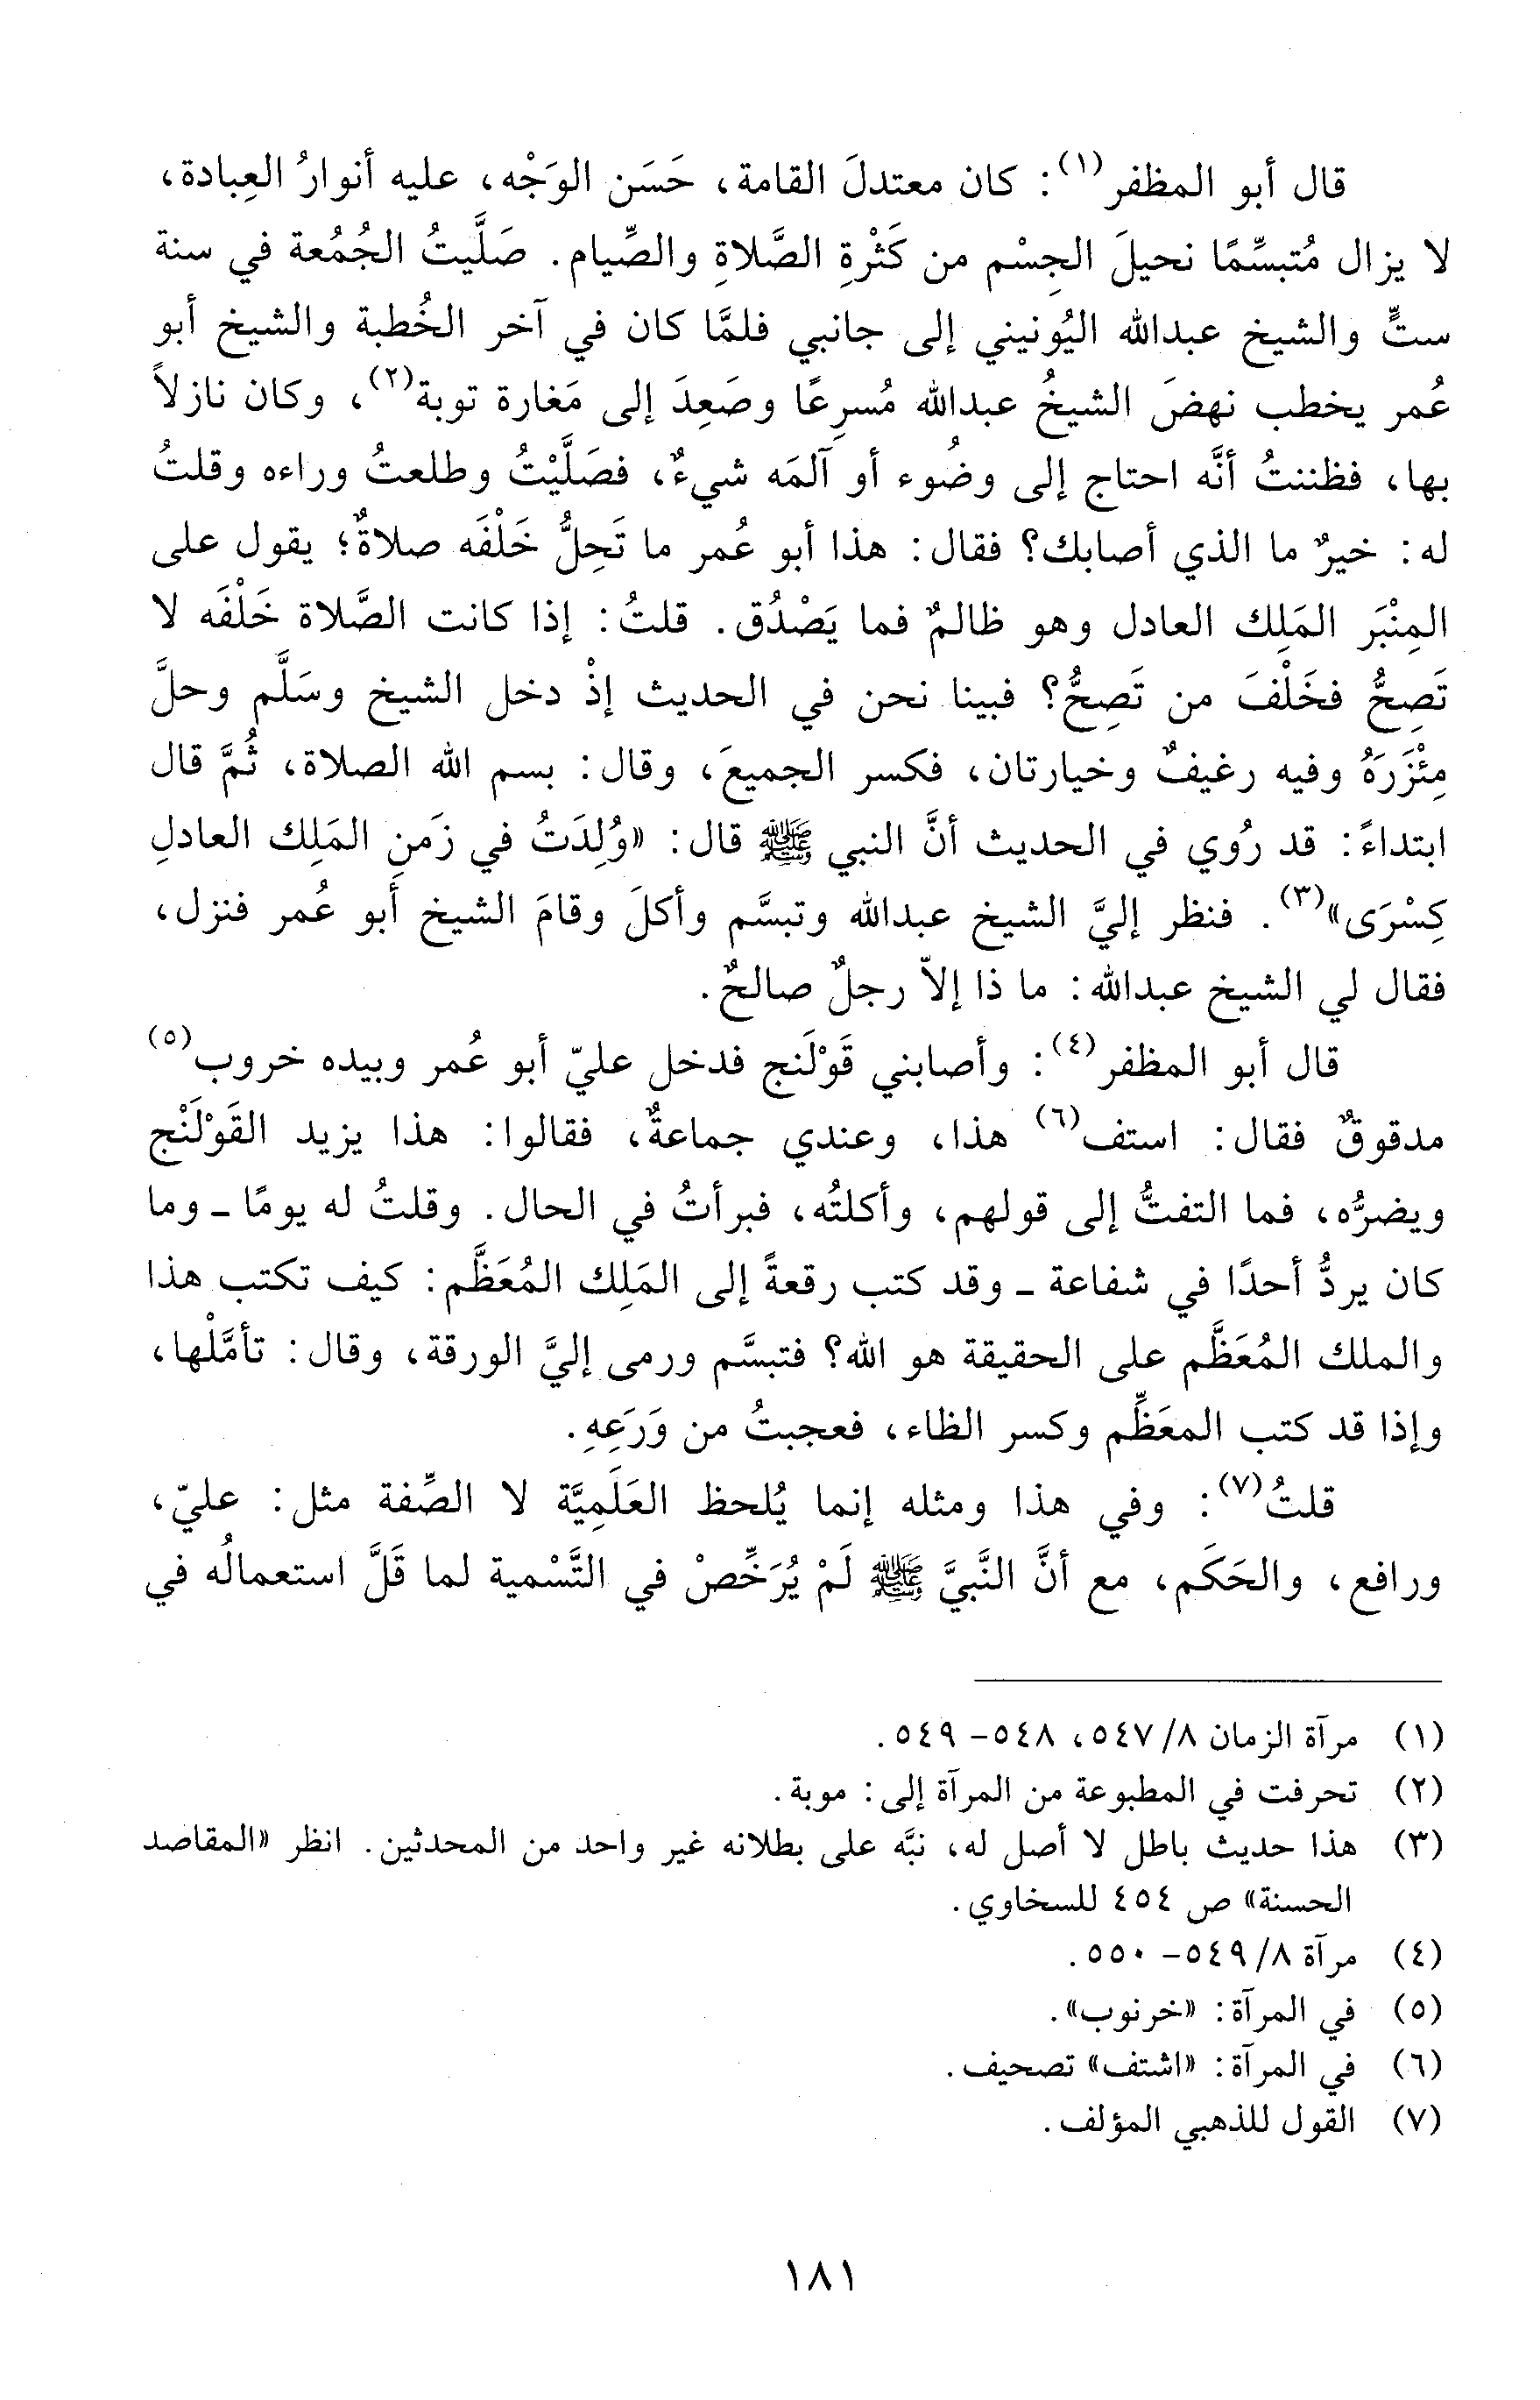 قال أبو المظفر(١): كان معتدلَ القامة، حَسَن الوَجْه، عليه أنوارُ العِبادة،
لا يزال مُتبسِّمًا نحيلَ الجِسْم من كَثْرةِ الصَّلاةِ والصِّيام. صَلَّيتُ الجُمُعة في سنة
ستٍّ والشيخ عبدالله اليُونيني إلى جانبي فلمَّا كان في آخر الخُطبة والشيخ أبو
عُمر يخطب نهضَ الشيخُ عبدالله مُسرِعًا وصَعِدَ إلى مَغارة توبة(٢)، وكان نازلاً
بها، فظننتُ أنَّه احتاج إلى وضُوء أو آلمَه شيءٌ، فصَلَّيْتُ وطلعتُ وراءه وقلتُ
له: خيرٌ ما الذي أصابك؟ فقال: هذا أبو عُمر ما تَحِلُّ خَلْفَه صلاةٌ؛ يقول على
المِنْبَر المَلِك العادل وهو ظالمٌ فما يَصْدُق. قلتُ: إذا كانت الصَّلاة خَلْفَه لا
تَصِحُّ فخَلْفَ من تَصِحُّ؟ فبينا نحن في الحديث إذْ دخل الشيخ وسَلَّم وحلَّ
مِئْزَرَهُ وفيه رغيفٌ وخيارتان، فكسر الجميعَ، وقال: بسم الله الصلاة، ثُمَّ قال
ابتداءً: قد رُوي في الحديث أنَّ النبي ﷺ قال: «وُلِدَتُ في زَمنِ المَلِك العادلِ
كِسْرَى»(٣). فنظر إليَّ الشيخ عبدالله وتبسَّم وأكلَ وقامَ الشيخ أبو عُمر فنزل،
فقال لي الشيخ عبدالله: ما ذا إلاّ رجلٌ صالحٌ.
قال أبو المظفر(٤): وأصابني قَوْلَنج فدخل عليّ أبو عُمر وبيده خروب(٥)
مدقوقٌ فقال: استف(٦) هذا، وعندي جماعةٌ، فقالوا: هذا يزيد القَوْلَنْج
ويضرُّه، فما التفتُّ إلى قولهم، وأكلتُه، فبرأتُ في الحال. وقلتُ له يومًا ـ وما
كان يردُّ أحدًا في شفاعة ـ وقد كتب رقعةً إلى المَلِك المُعَظَّم: كيف تكتب هذا
والملك المُعَظَّم على الحقيقة هو الله؟ فتبسَّم ورمى إليَّ الورقة، وقال: تأمَّلْها،
وإذا قد كتب المعَظِّم وكسر الظاء، فعجبتُ من وَرَعِهِ.
قلتُ(٧): وفي هذا ومثله إنما يُلحظ العَلَمِيَّة لا الصِّفة مثل: عليّ،
ورافع، والحَكَم، مع أنَّ النَّبيَّ ﷺ لَمْ يُرَخِّصْ في التَّسْمية لما قَلَّ استعمالُه في
(١) مرآة الزمان ٨/ ٥٤٧، ٥٤٨- ٥٤٩.
(٢) تحرفت في المطبوعة من المرآة إلى: موبة.
(٣) هذا حديث باطل لا أصل له، نبَّه على بطلانه غير واحد من المحدثين. انظر «المقاصد
الحسنة» ص ٤٥٤ للسخاوي.
(٤) مرآة ٨/ ٥٤٩- ٥٥٠.
(٥) في المرآة: «خرنوب».
(٦) في المرآة: «اشتف» تصحيف.
(٧) القول للذهبي المؤلف.
١٨١